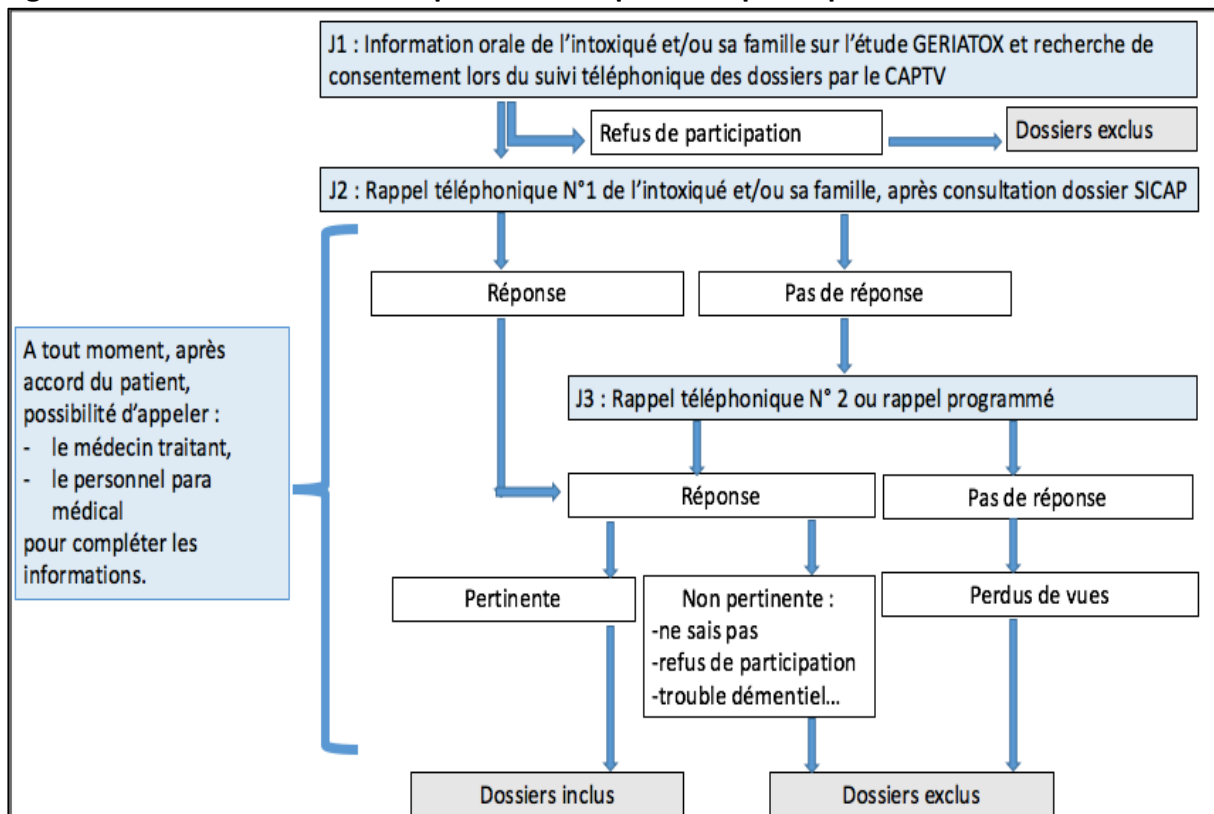 J1 : Information orale de l'intoxiqué et/ou sa famille sur l'étude GERIATOX et recherche de
consentement lors du suivi téléphonique des dossiers par le CAPTV
Refus de participation
Dossiers exclus
J2 : Rappel téléphonique N°1 de l'intoxiqué et/ou sa famille, après consultation dossier SICAP
Réponse
Pas de réponse
A tout moment, après
accord du patient,
possibilité d'appeler :
- le médecin traitant,
- le personnel para
médical
pour compléter les
informations.
J3 : Rappel téléphonique N° 2 ou rappel programmé
Réponse
Pas de réponse
Pertinente
Non pertinente :
-ne sais pas
-refus de participation
-trouble démentiel...
Perdus de vues
Dossiers inclus
Dossiers exclus